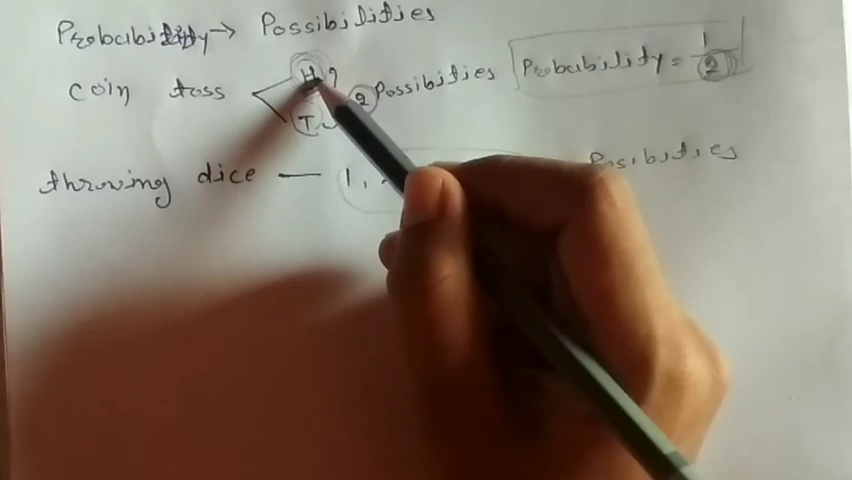 Probability → Possibilities
coin toss H T 2 Possibities Probability = 1/2
throwing dice — 1, Posibities